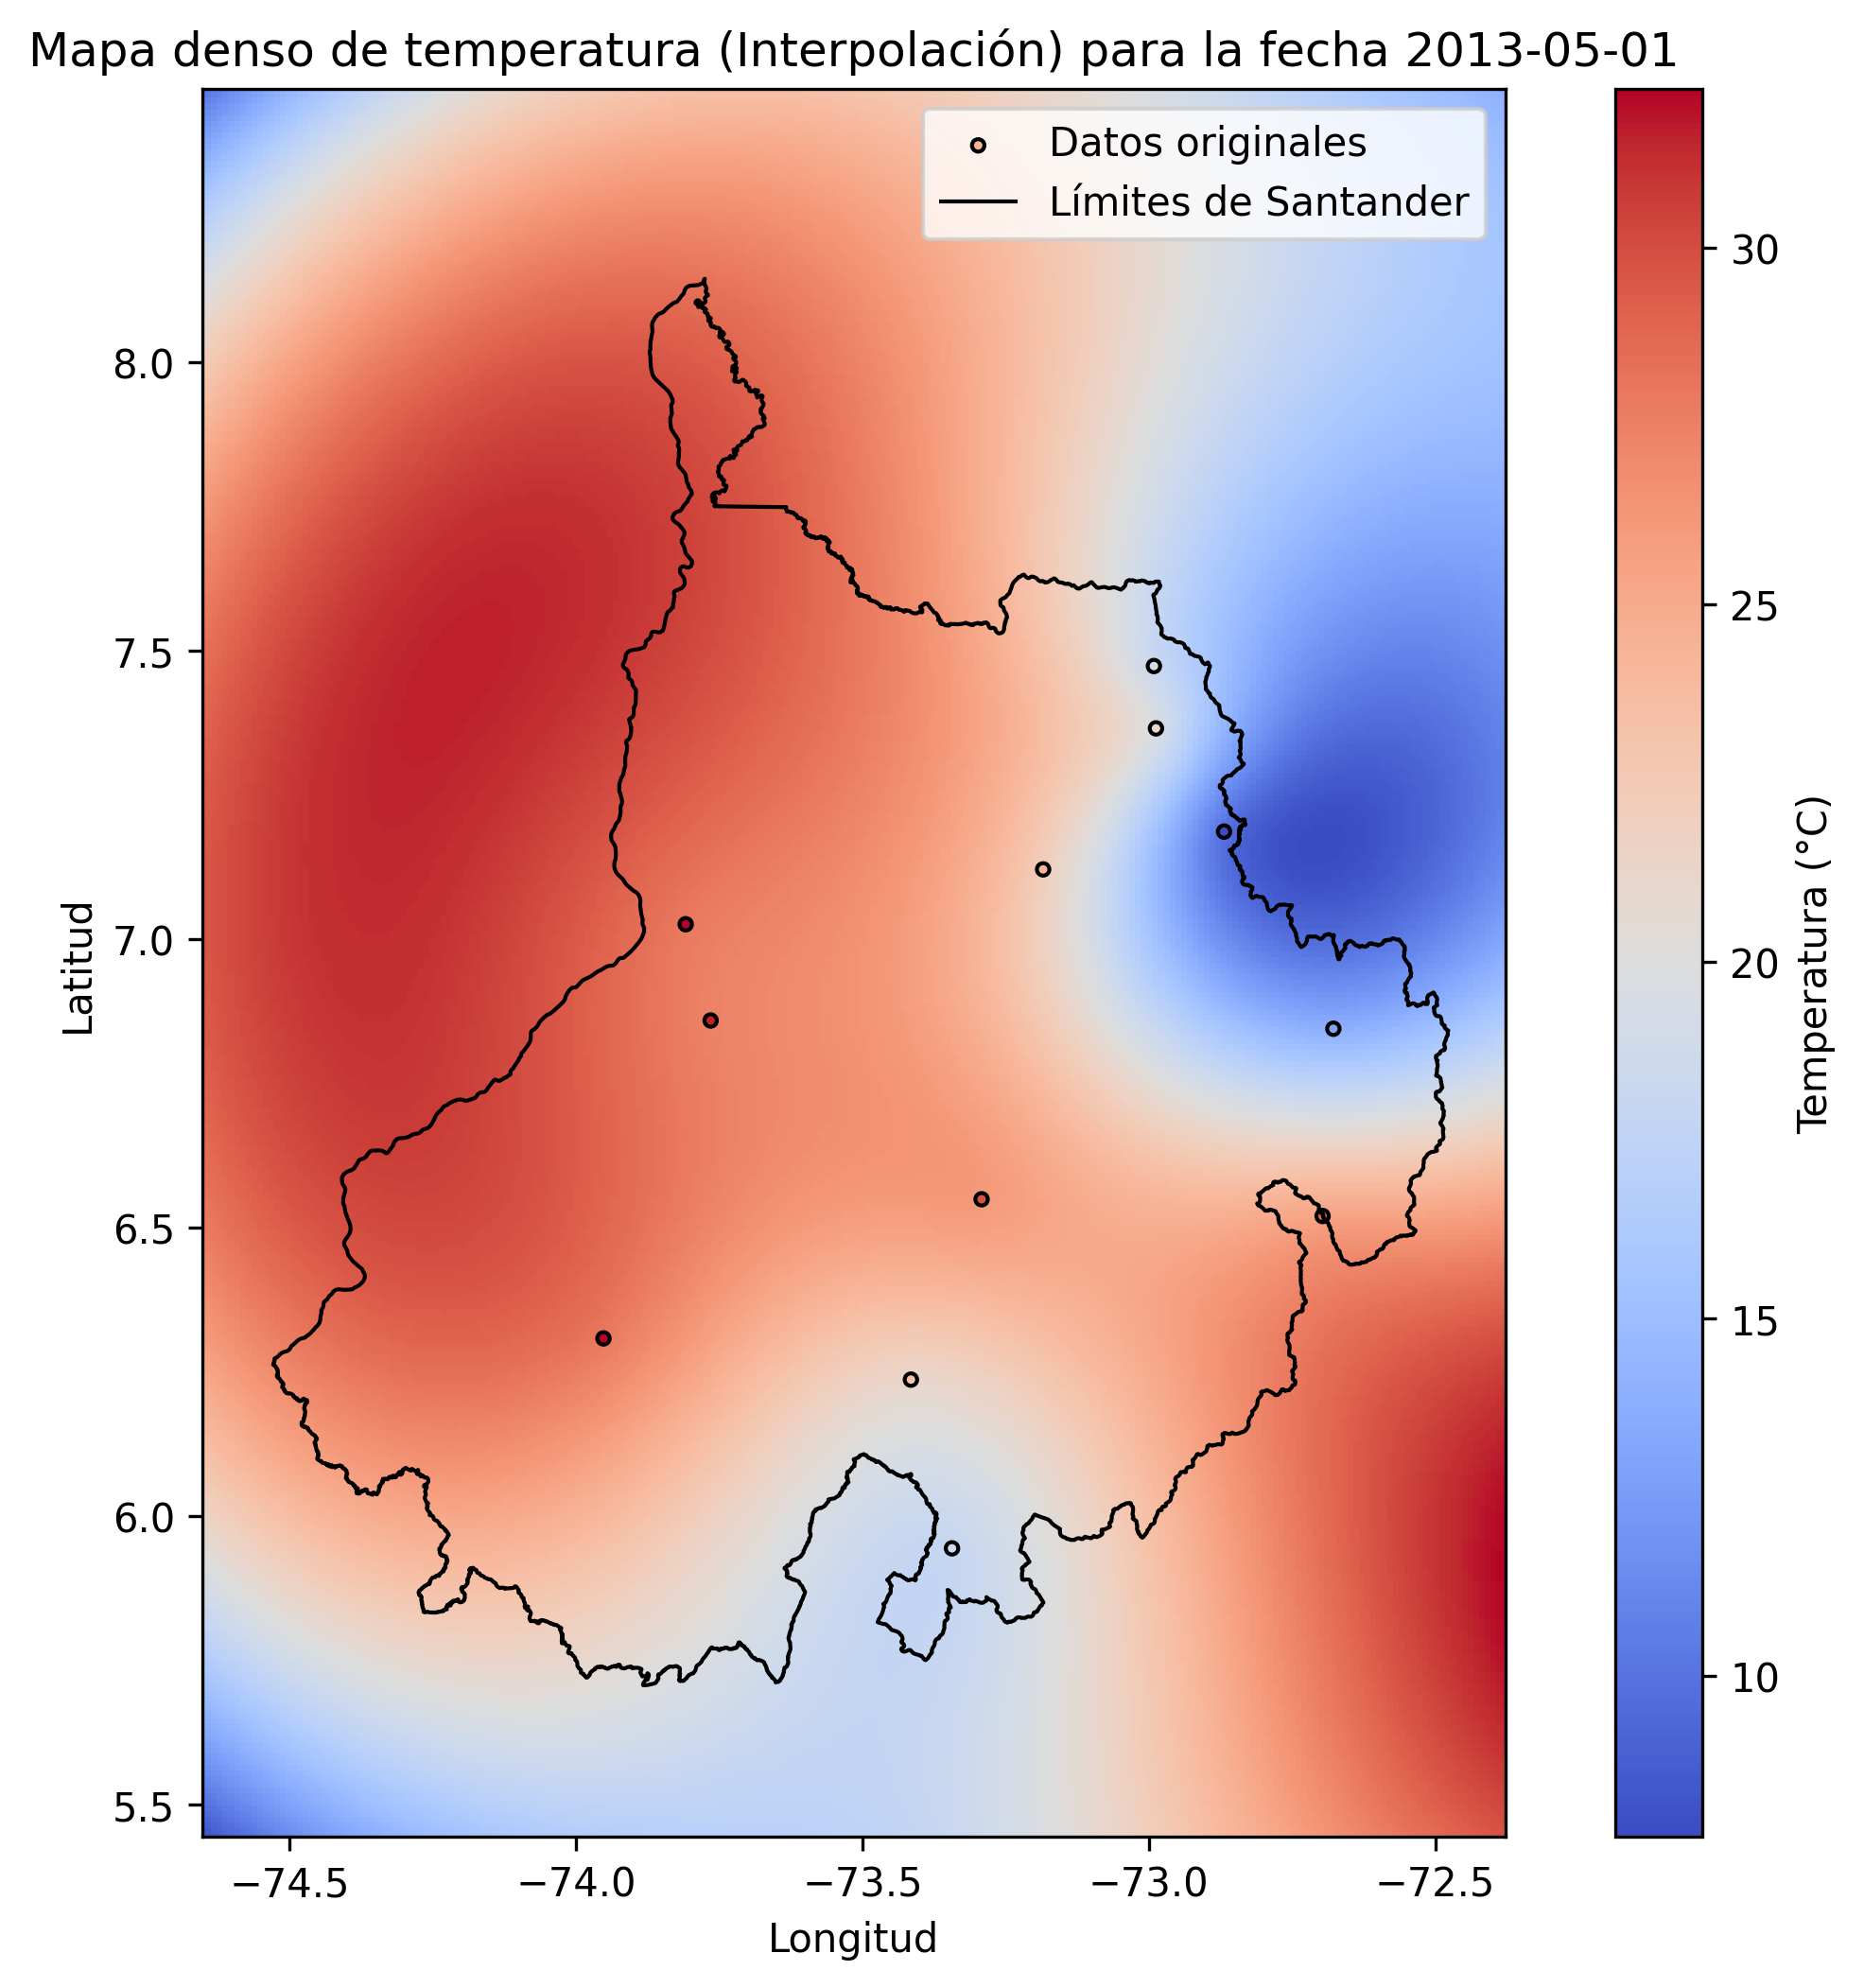 Mapa denso de temperatura (Interpolación) para la fecha 2013-05-01
Datos originales
Límites de Santander
8.0
7.5
7.0
6.5
6.0
5.5
Latitud
−74.5
−74.0
−73.5
−73.0
−72.5
Longitud
30
25
20
15
10
Temperatura (°C)